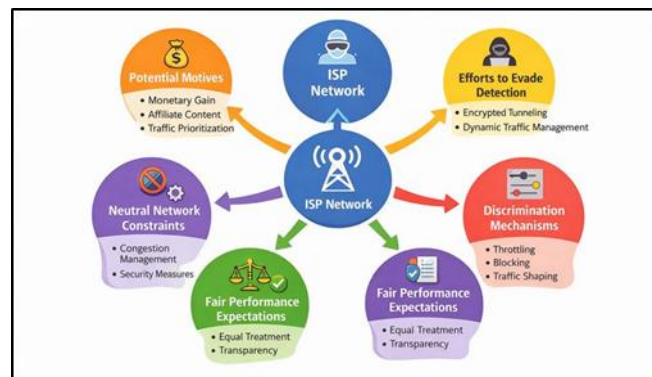 $
Potential Motives
• Monetary Gain
• Affiliate Content
• Traffic Prioritization
ISP
Network
Efforts to Evade
Detection
• Encrypted Tunneling
• Dynamic Traffic Management
ISP Network
Neutral Network
Constraints
• Congestion
Management
• Security Measures
Discrimination
Mechanisms
• Throttling
• Blocking
• Traffic Shaping
Fair Performance
Expectations
• Equal Treatment
• Transparency
Fair Performance
Expectations
• Equal Treatment
• Transparency